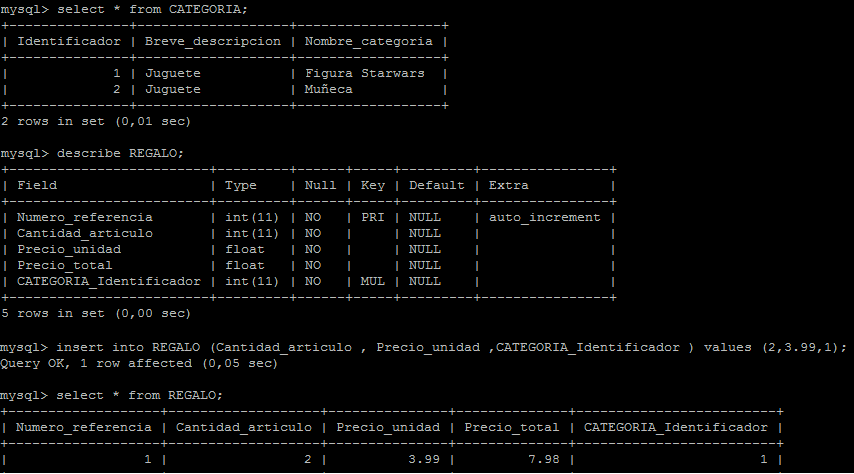 mysql> select * from CATEGORIA;
+---------------+-------------------+------------------+
| Identificador | Breve_descripcion | Nombre_categoria |
+---------------+-------------------+------------------+
|             1 | Juguete           | Figura Starwars  |
|             2 | Juguete           | Muñeca           |
+---------------+-------------------+------------------+
2 rows in set (0,01 sec)
mysql> describe REGALO;
+-------------------------+---------+------+-----+---------+----------------+
| Field                   | Type    | Null | Key | Default | Extra          |
+-------------------------+---------+------+-----+---------+----------------+
| Numero_referencia       | int(11) | NO   | PRI | NULL    | auto_increment |
| Cantidad_articulo       | int(11) | NO   |     | NULL    |                |
| Precio_unidad           | float   | NO   |     | NULL    |                |
| Precio_total            | float   | NO   |     | NULL    |                |
| CATEGORIA_Identificador | int(11) | NO   | MUL | NULL    |                |
+-------------------------+---------+------+-----+---------+----------------+
5 rows in set (0,00 sec)
mysql> insert into REGALO (Cantidad_articulo , Precio_unidad ,CATEGORIA_Identificador ) values (2,3.99,1);
Query OK, 1 row affected (0,05 sec)
mysql> select * from REGALO;
+-------------------+-------------------+---------------+--------------+-------------------------+
| Numero_referencia | Cantidad_articulo | Precio_unidad | Precio_total | CATEGORIA_Identificador |
+-------------------+-------------------+---------------+--------------+-------------------------+
|                 1 |                 2 |          3.99 |         7.98 |                       1 |